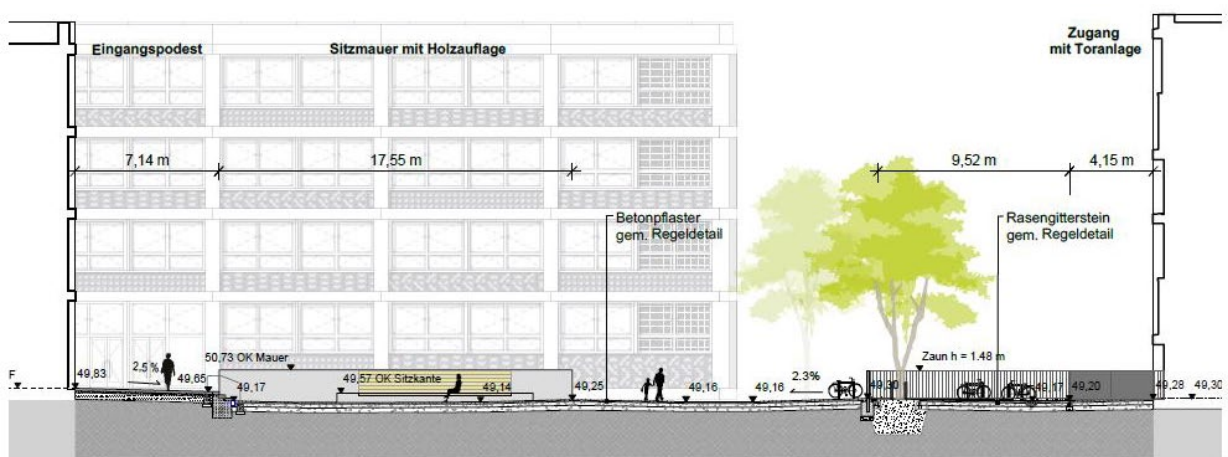 Eingangspodest
Sitzmauer mit Holzauflage
Zugang
mit Toranlage
7,14 m
17,55 m
9,52 m
4,15 m
Betonpflaster
gem. Regeldetail
Rasengitterstein
gem. Regeldetail
50,73 OK Mauer
Zaun h = 1.48 m
F
49,83
2.5 %
49,65
49,17
49,57 OK Sitzkante
49,14
49,25
49,16
49,16
2.3%
49,30
49,17
49,20
49,28
49,30